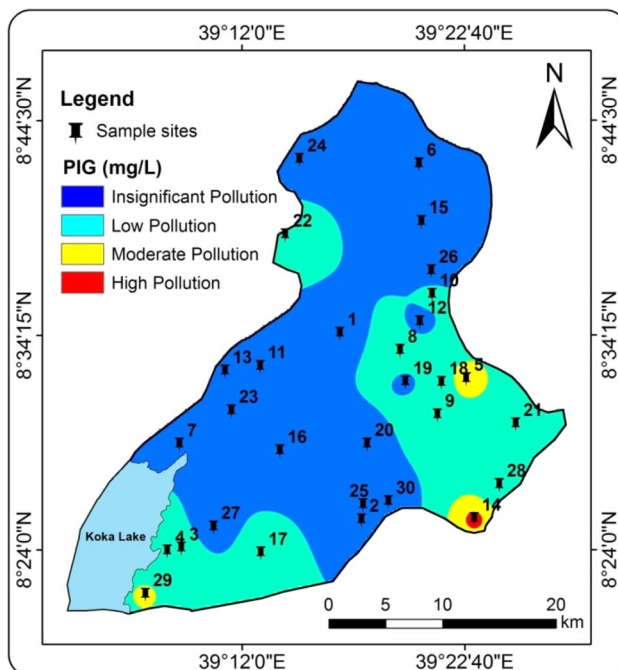 39°12'0"E 39°22'40"E
8°44'30"N 8°44'30"N
N
Legend
Sample sites
PIG (mg/L)
Insignificant Pollution
Low Pollution
Moderate Pollution
High Pollution
24 6
22 15
26
10
12
1
8°34'15"N 8°34'15"N
8
13 11
19 18 5
23 9
21
7 20
16
28
25 30
2 14
27
Koka Lake
4 3 17
8°24'0"N 8°24'0"N
29
0 10 20
km
39°12'0"E 39°22'40"E